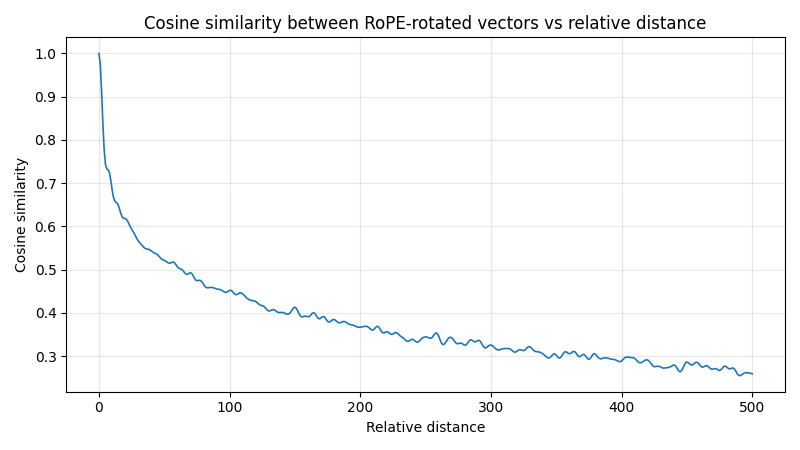 Cosine similarity between RoPE-rotated vectors vs relative distance
1.0
0.9
0.8
0.7
0.6
0.5
0.4
0.3
Cosine similarity
0 100 200 300 400 500
Relative distance